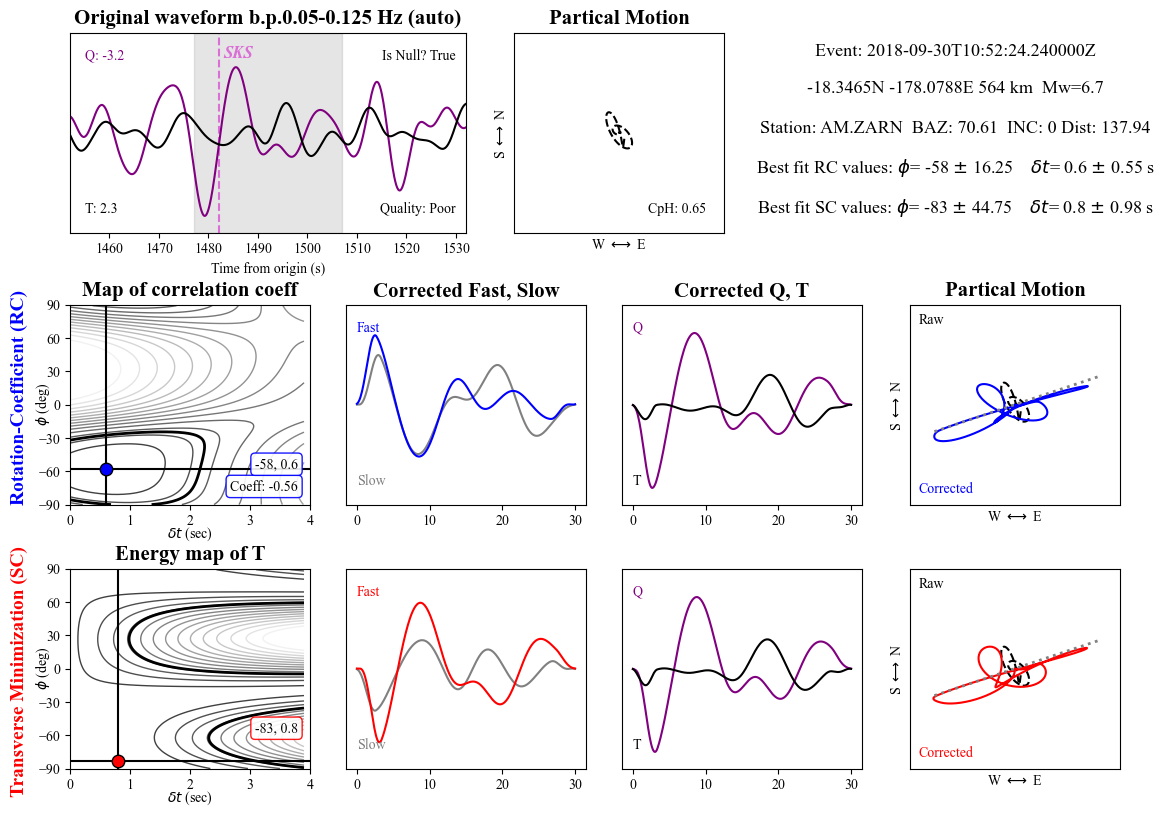 Original waveform b.p.0.05-0.125 Hz (auto)
Q: -3.2
SKS
Is Null? True
T: 2.3
Quality: Poor
1460 1470 1480 1490 1500 1510 1520 1530
Time from origin (s)
Partical Motion
S ⟷ N
CpH: 0.65
W ⟷ E
Event: 2018-09-30T10:52:24.240000Z
-18.3465N -178.0788E 564 km Mw=6.7
Station: AM.ZARN BAZ: 70.61 INC: 0 Dist: 137.94
Best fit RC values: ϕ= -58 ± 16.25 δt= 0.6 ± 0.55 s
Best fit SC values: ϕ= -83 ± 44.75 δt= 0.8 ± 0.98 s
Rotation-Coefficient (RC)
Map of correlation coeff
ϕ (deg)
90
60
30
0
−30
−60
−90
-58, 0.6
Coeff: -0.56
0 1 2 3 4
δt (sec)
Corrected Fast, Slow
Fast
Slow
0 10 20 30
Corrected Q, T
Q
T
0 10 20 30
Partical Motion
Raw
S ⟷ N
Corrected
W ⟷ E
Transverse Minimization (SC)
Energy map of T
ϕ (deg)
90
60
30
0
−30
−60
−90
-83, 0.8
0 1 2 3 4
δt (sec)
Fast
Slow
0 10 20 30
Q
T
0 10 20 30
Raw
S ⟷ N
Corrected
W ⟷ E